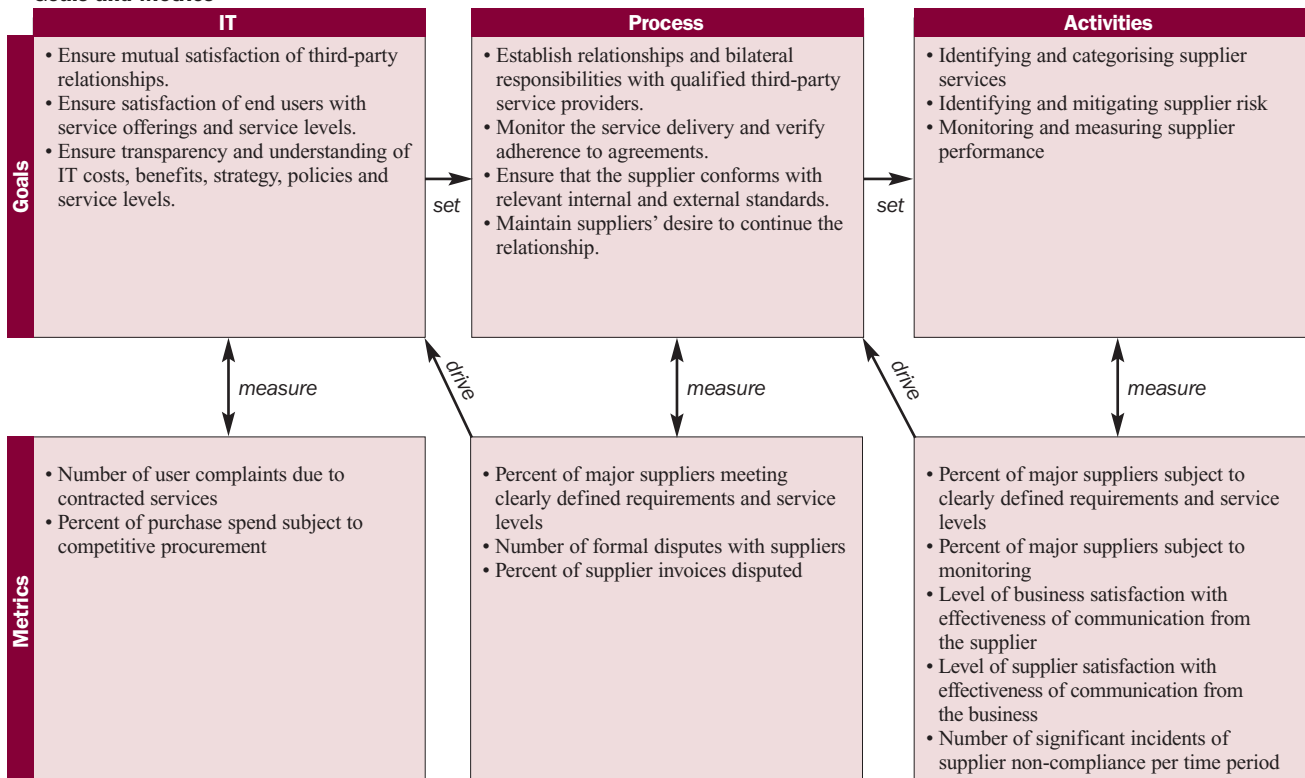 Goals and Metrics
IT
Process
Activities
Goals
• Ensure mutual satisfaction of third-party
relationships.
• Ensure satisfaction of end users with
service offerings and service levels.
• Ensure transparency and understanding of
IT costs, benefits, strategy, policies and
service levels.
set
• Establish relationships and bilateral
responsibilities with qualified third-party
service providers.
• Monitor the service delivery and verify
adherence to agreements.
• Ensure that the supplier conforms with
relevant internal and external standards.
• Maintain suppliers’ desire to continue the
relationship.
set
• Identifying and categorising supplier
services
• Identifying and mitigating supplier risk
• Monitoring and measuring supplier
performance
measure
drive
measure
drive
measure
Metrics
• Number of user complaints due to
contracted services
• Percent of purchase spend subject to
competitive procurement
• Percent of major suppliers meeting
clearly defined requirements and service
levels
• Number of formal disputes with suppliers
• Percent of supplier invoices disputed
• Percent of major suppliers subject to
clearly defined requirements and service
levels
• Percent of major suppliers subject to
monitoring
• Level of business satisfaction with
effectiveness of communication from
the supplier
• Level of supplier satisfaction with
effectiveness of communication from
the business
• Number of significant incidents of
supplier non-compliance per time period